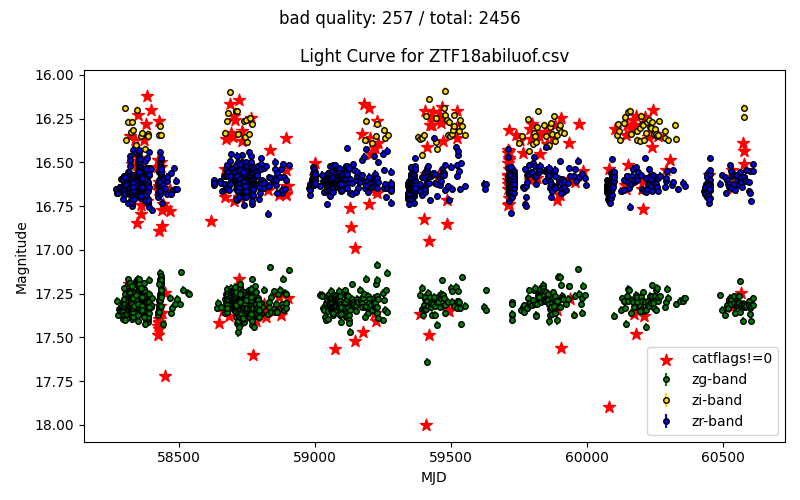 bad quality: 257 / total: 2456
Light Curve for ZTF18abiluof.csv
16.00
16.25
16.50
16.75
17.00
17.25
17.50
17.75
18.00
Magnitude
catflags!=0
zg-band
zi-band
zr-band
58500
59000
59500
60000
60500
MJD